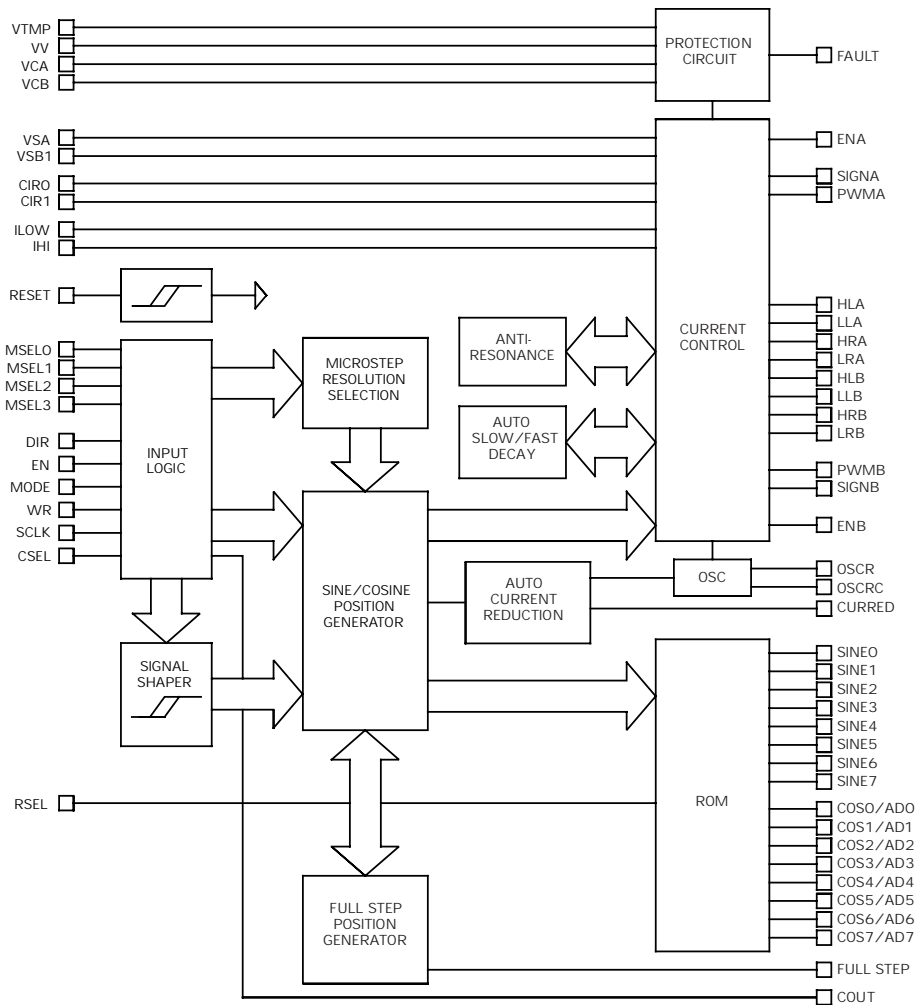 VTMP
VV
VCA
VCB
PROTECTION
CIRCUIT
FAULT
VSA
VSB1
CIR0
CIR1
ILOW
IHI
ENA
SIGNA
PWMA
RESET
HLA
LLA
HRA
LRA
HLB
LLB
HRB
LRB
PWMB
SIGNB
ENB
CURRENT
CONTROL
ANTI-
RESONANCE
AUTO
SLOW/FAST
DECAY
MICROSTEP
RESOLUTION
SELECTION
MSEL0
MSEL1
MSEL2
MSEL3
DIR
EN
MODE
WR
SCLK
CSEL
INPUT
LOGIC
SINE/COSINE
POSITION
GENERATOR
AUTO
CURRENT
REDUCTION
OSC
OSCR
OSCRC
CURRED
SIGNAL
SHAPER
RSEL
ROM
SINE0
SINE1
SINE2
SINE3
SINE4
SINE5
SINE6
SINE7
COS0/AD0
COS1/AD1
COS2/AD2
COS3/AD3
COS4/AD4
COS5/AD5
COS6/AD6
COS7/AD7
FULL STEP
POSITION
GENERATOR
FULL STEP
COUT